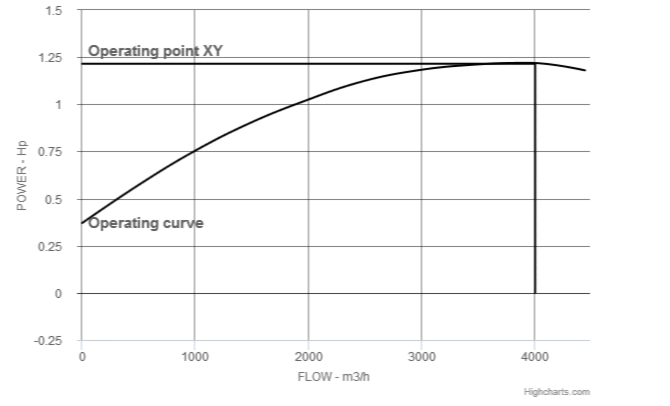 1.5
Operating point XY
1.25
1
0.75
POWER - Hp
0.5
Operating curve
0.25
0
-0.25
0 1000 2000 3000 4000
FLOW - m3/h
Highcharts.com